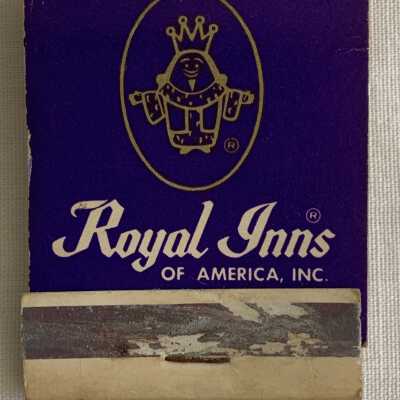 ®
Royal Inns ®
OF AMERICA, INC.